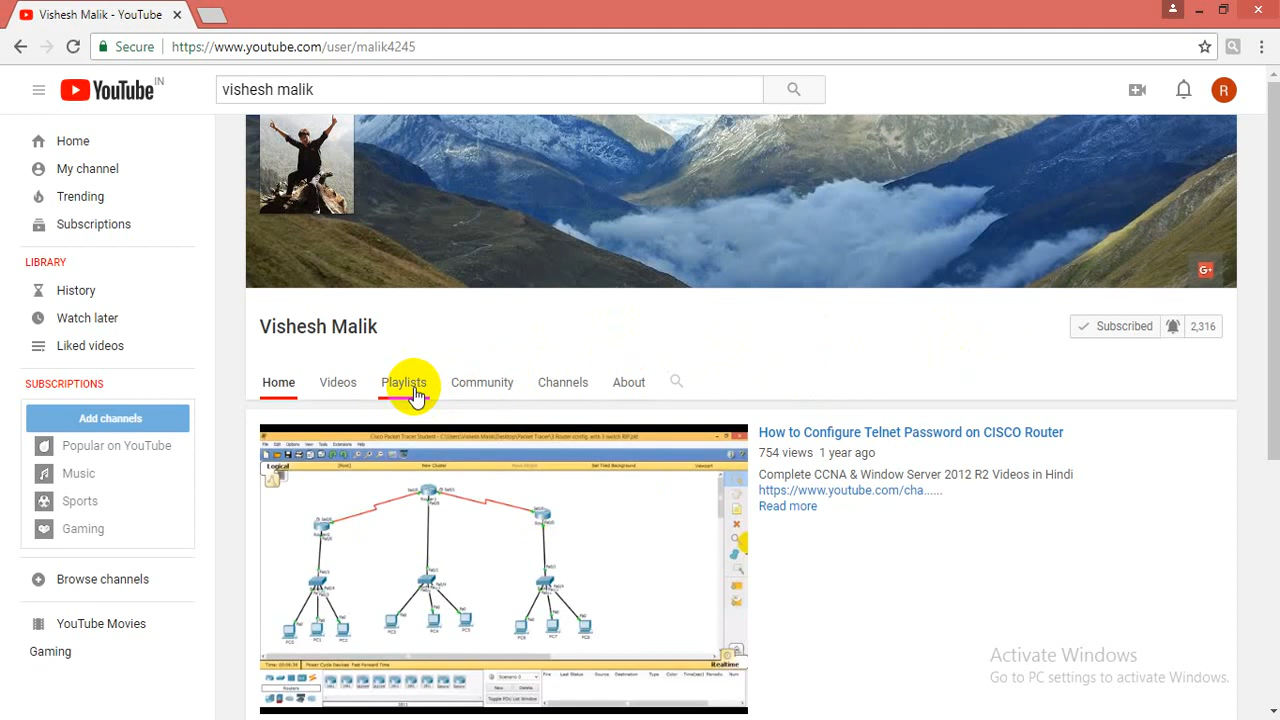 Vishesh Malik - YouTube
Secure https://www.youtube.com/user/malik4245
YouTube IN
vishesh malik
R
Home
My channel
Trending
Subscriptions
LIBRARY
History
Watch later
Liked videos
SUBSCRIPTIONS
Add channels
Popular on YouTube
Music
Sports
Gaming
Browse channels
YouTube Movies
Gaming
G+
Vishesh Malik
Subscribed 2,316
Home Videos Playlists Community Channels About
Logical
Realtime
How to Configure Telnet Password on CISCO Router
754 views 1 year ago
Complete CCNA & Window Server 2012 R2 Videos in Hindi
https://www.youtube.com/cha......
Read more
Activate Windows
Go to PC settings to activate Windows.